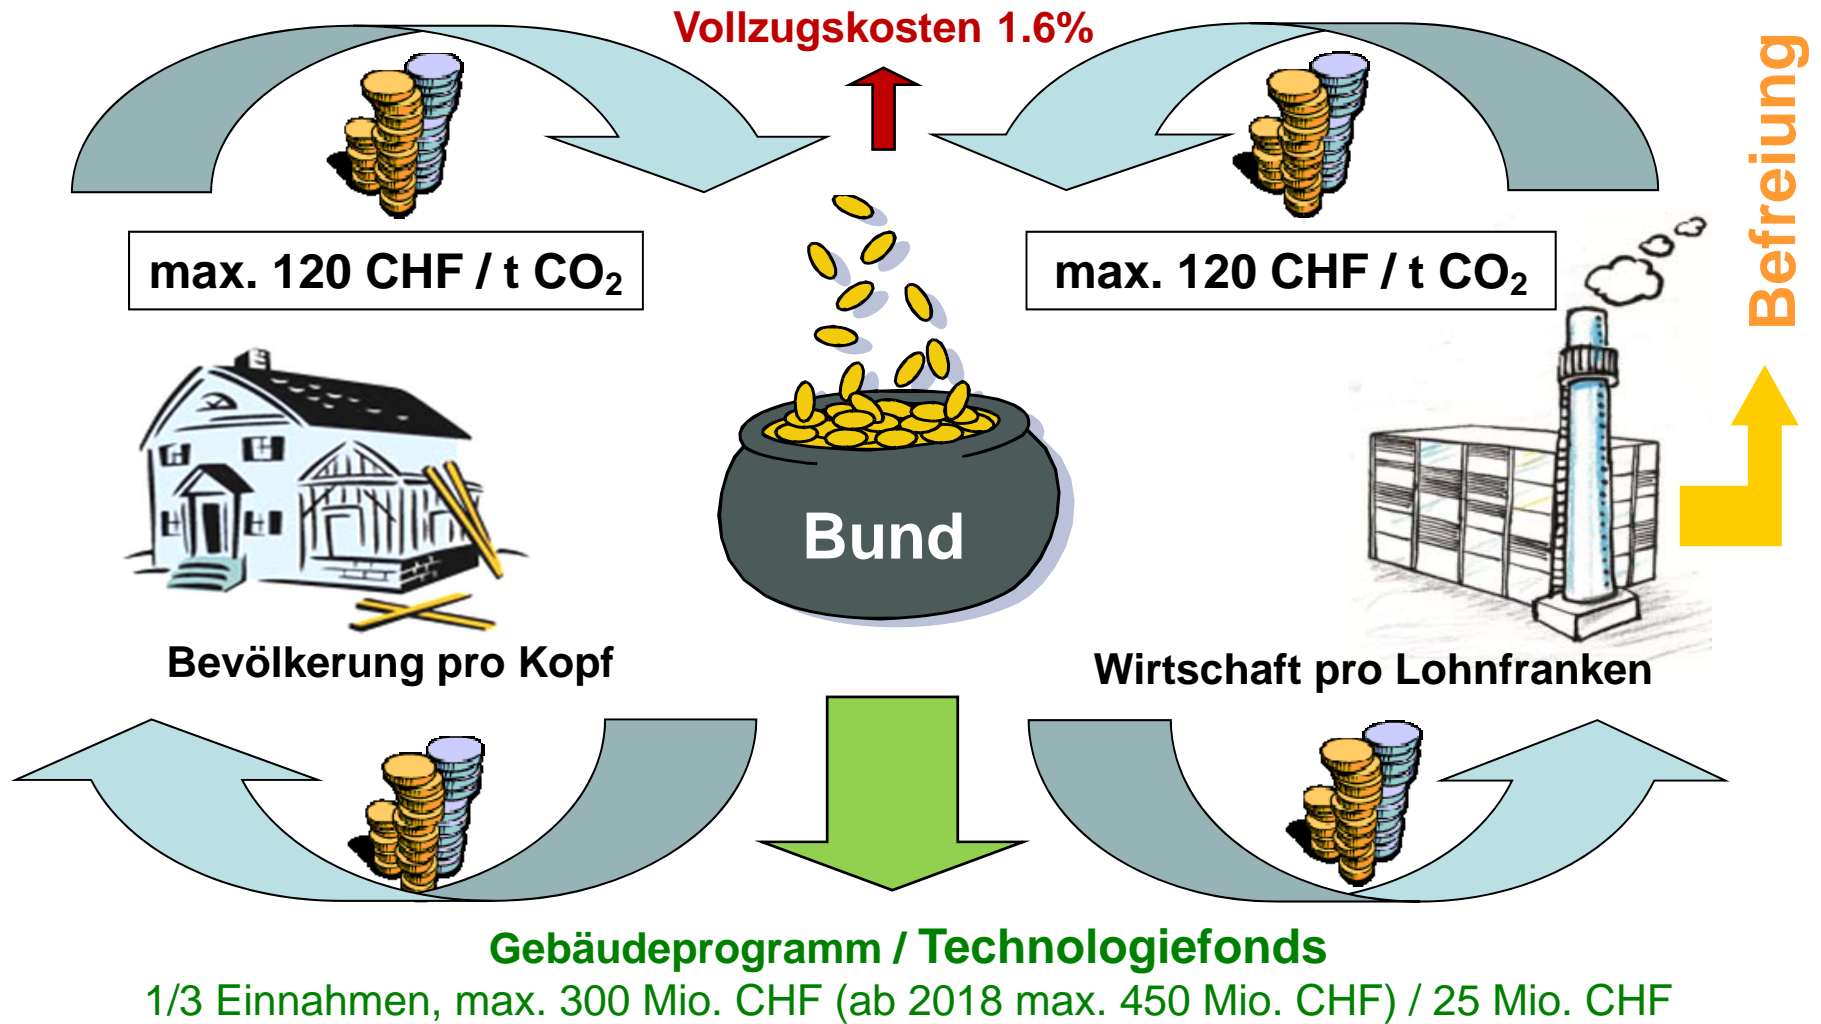 Vollzugskosten 1.6%
Befreiung
max. 120 CHF / t CO₂
max. 120 CHF / t CO₂
Bund
Bevölkerung pro Kopf
Wirtschaft pro Lohnfranken
Gebäudeprogramm / Technologiefonds
1/3 Einnahmen, max. 300 Mio. CHF (ab 2018 max. 450 Mio. CHF) / 25 Mio. CHF